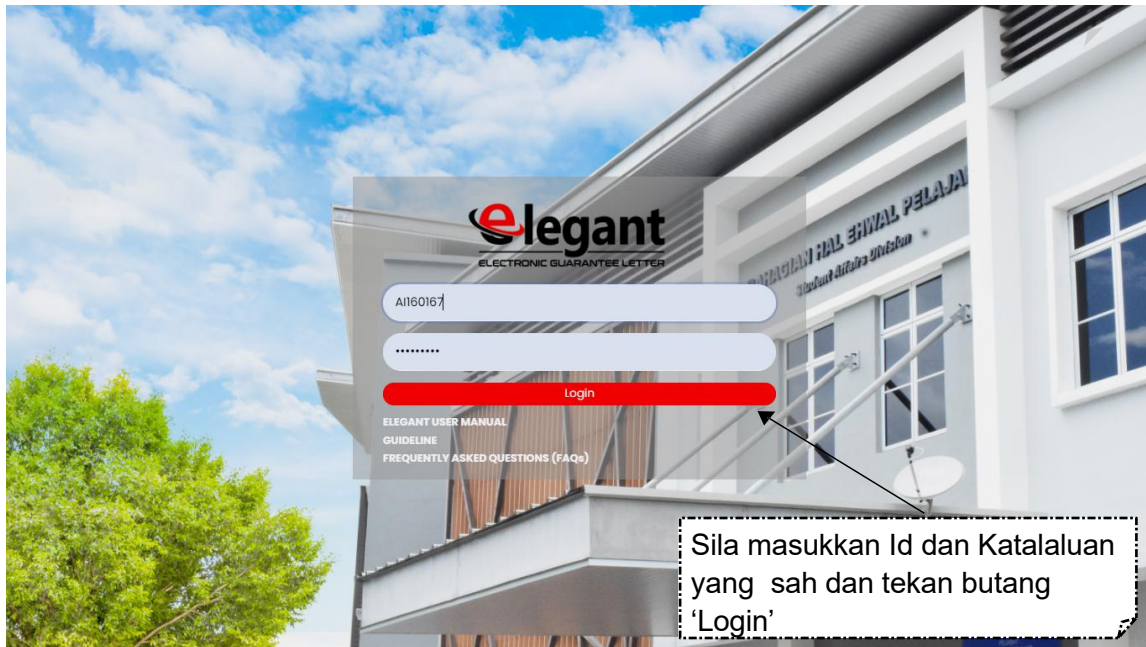 elegant
ELECTRONIC GUARANTEE LETTER
AI160167
•••••••••
Login
ELEGANT USER MANUAL
GUIDELINE
FREQUENTLY ASKED QUESTIONS (FAQs)
BAHAGIAN HAL EHWAL PELAJAR
Student Affairs Division
Sila masukkan Id dan Katalaluan
yang sah dan tekan butang
‘Login’